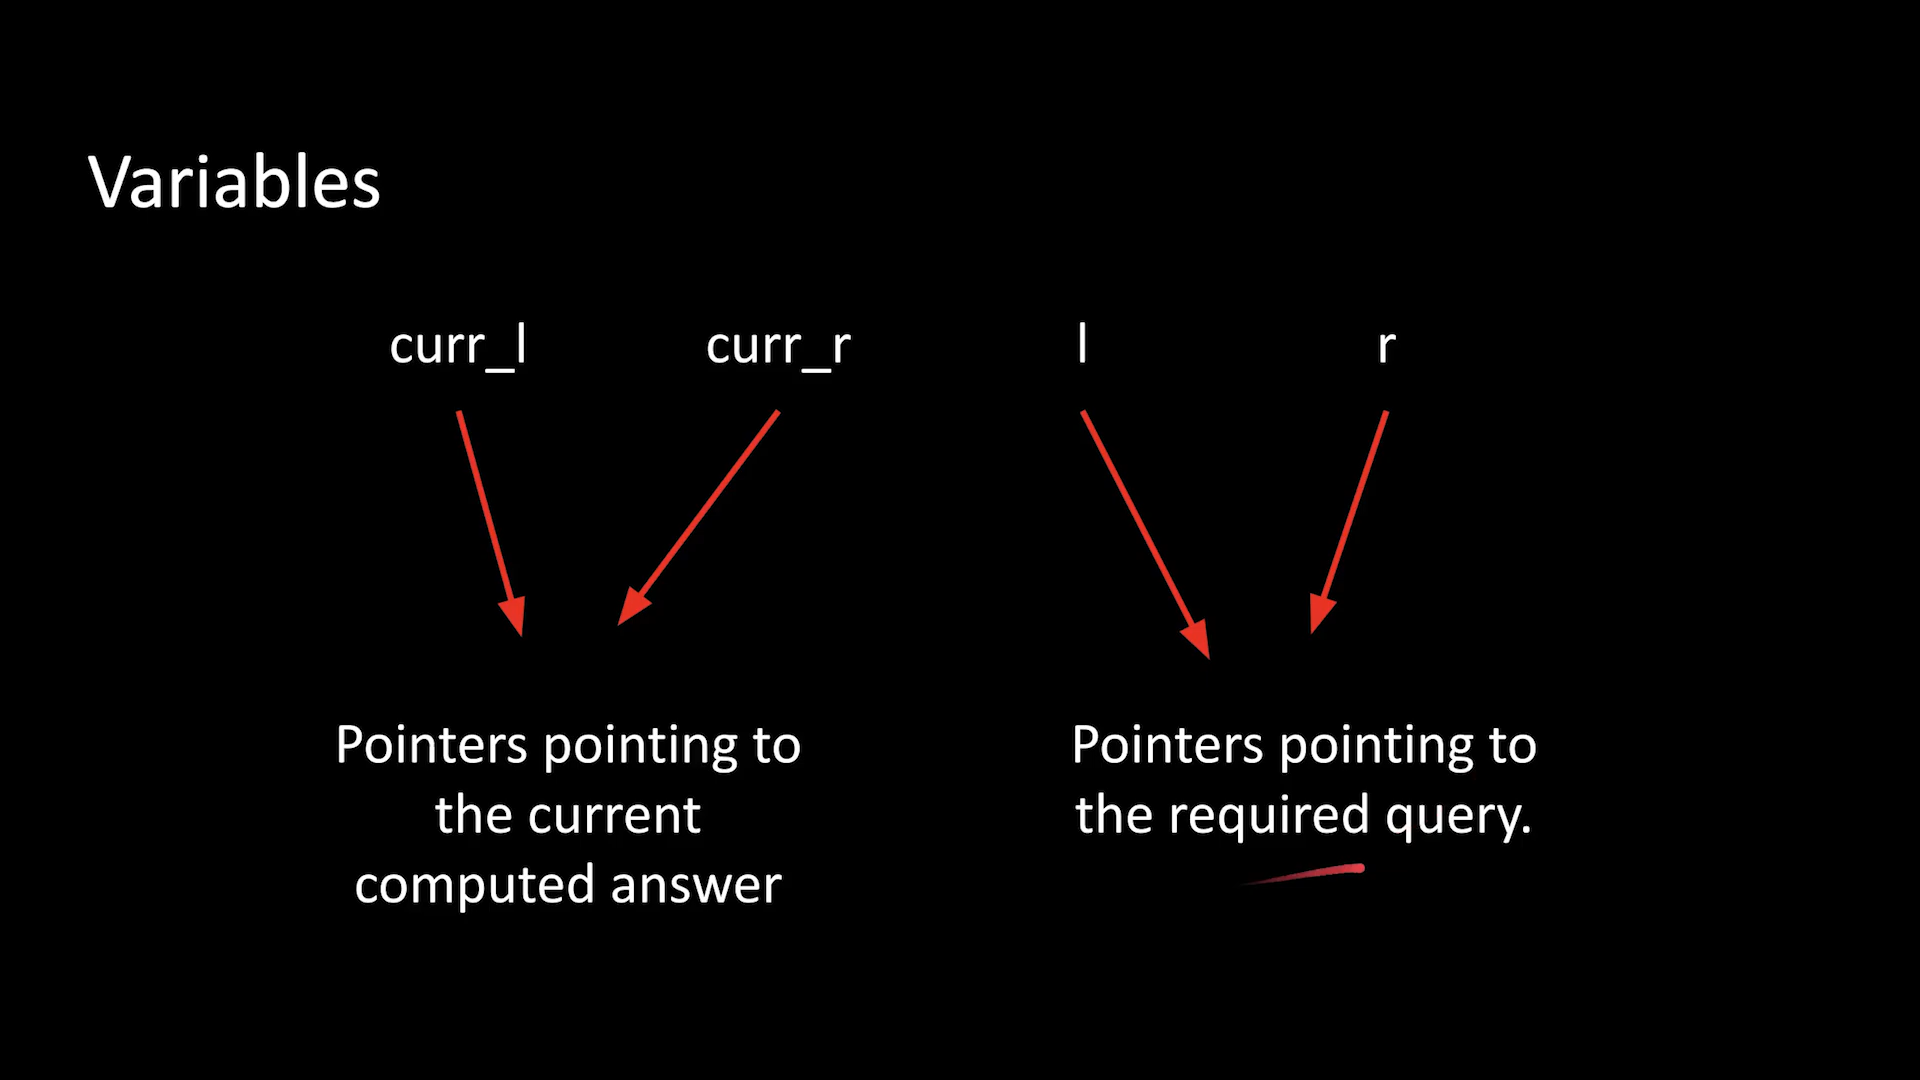 Variables
curr_l curr_r l r
Pointers pointing to
the current
computed answer
Pointers pointing to
the required query.